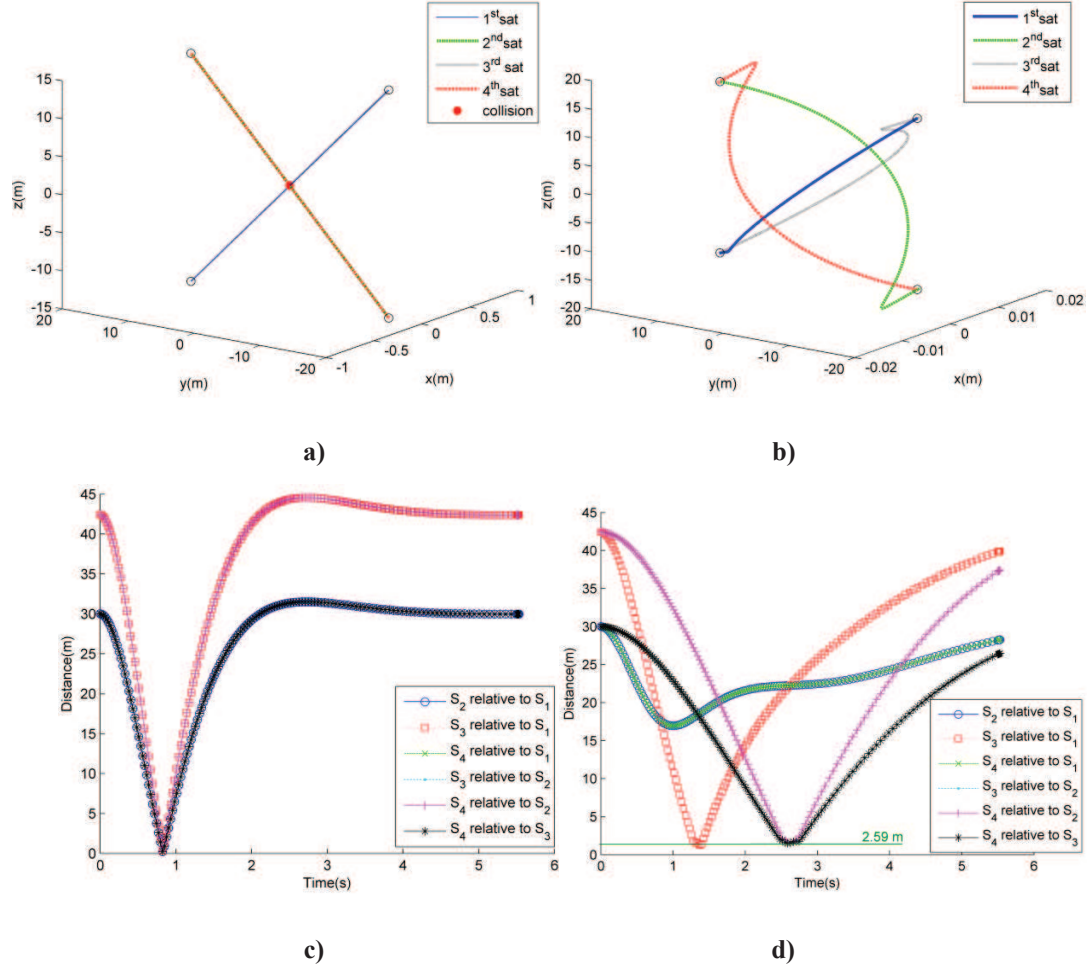 1st sat
2nd sat
3rd sat
4th sat
collision
15
10
5
0
-5
-10
-15
z(m)
20
10
0
-10
-20
y(m)
-1
-0.5
0
0.5
1
x(m)
a)
1st sat
2nd sat
3rd sat
4th sat
20
15
10
5
0
-5
-10
-15
-20
z(m)
20
10
0
-10
-20
y(m)
-0.02
-0.01
0
0.01
0.02
x(m)
b)
45
40
35
30
25
20
15
10
5
0
Distance(m)
S2 relative to S1
S3 relative to S1
S4 relative to S1
S3 relative to S2
S4 relative to S2
S4 relative to S3
0 1 2 3 4 5 6
Time(s)
c)
45
40
35
30
25
20
15
10
5
0
Distance(m)
S2 relative to S1
S3 relative to S1
S4 relative to S1
S3 relative to S2
S4 relative to S2
S4 relative to S3
2.59 m
0 1 2 3 4 5 6
Time(s)
d)